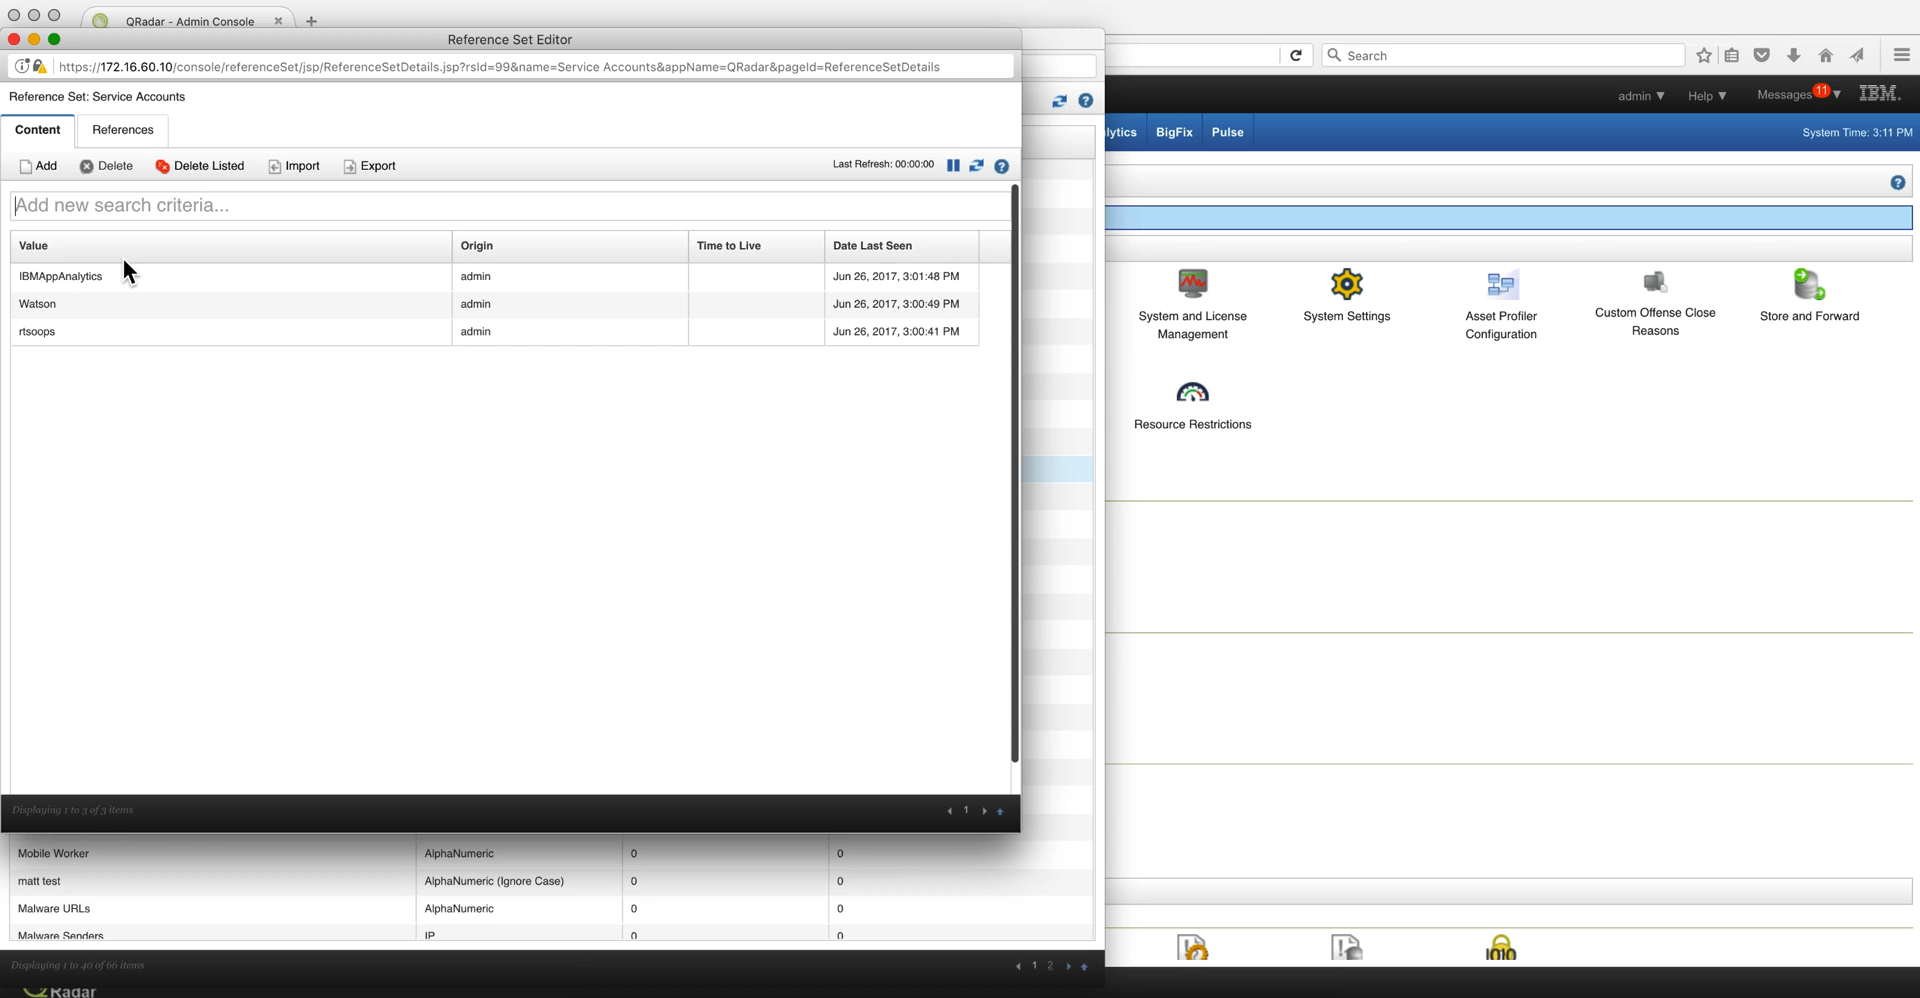 QRadar - Admin Console
Reference Set Editor
https://172.16.60.10/console/referenceSet/jsp/ReferenceSetDetails.jsp?rsId=99&name=Service Accounts&appName=QRadar&pageId=ReferenceSetDetails
Search
Reference Set: Service Accounts
admin ▼ Help ▼ Messages 11 ▼ IBM.
Content References
lytics BigFix Pulse System Time: 3:11 PM
Add Delete Delete Listed Import Export Last Refresh: 00:00:00
Add new search criteria...
Value Origin Time to Live Date Last Seen
IBMAppAnalytics admin Jun 26, 2017, 3:01:48 PM
Watson admin Jun 26, 2017, 3:00:49 PM
rtsoops admin Jun 26, 2017, 3:00:41 PM
System and License Management
System Settings
Asset Profiler Configuration
Custom Offense Close Reasons
Store and Forward
Resource Restrictions
Displaying 1 to 3 of 3 items 1
Mobile Worker AlphaNumeric 0 0
matt test AlphaNumeric (Ignore Case) 0 0
Malware URLs AlphaNumeric 0 0
Malware Senders IP 0 0
Displaying 1 to 40 of 66 items 1 2
Radar